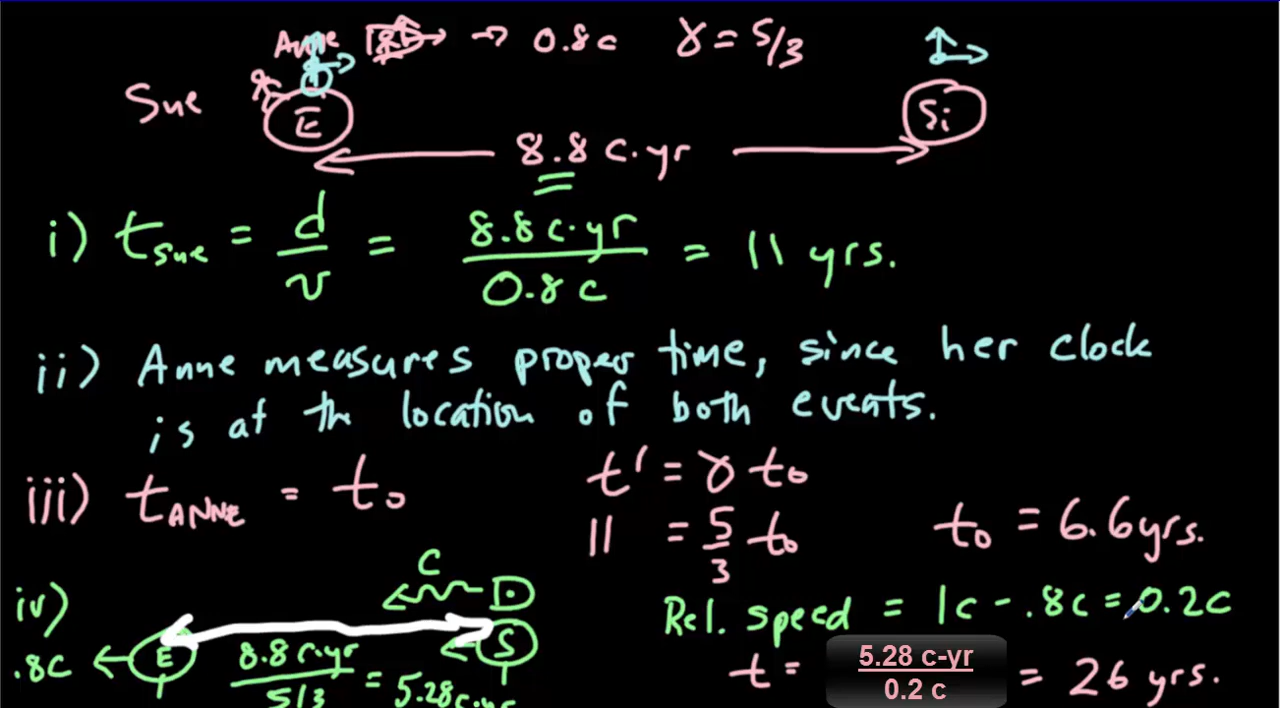 Anne → 0.8c γ = 5/3
Sue E Si
8.8 c·yr
i) t_Sue = d/v = 8.8 c·yr / 0.8 c = 11 yrs.
ii) Anne measures proper time, since her clock
is at the location of both events.
iii) t_ANNE = t₀ t' = γ t₀
11 = 5/3 t₀ t₀ = 6.6 yrs.
iv) C D
Rel. speed = 1c - .8c = 0.2c
.8C ← E 8.8 c·yr / 5/3 = 5.28 c·yr S
t = 5.28 c-yr / 0.2 c = 26 yrs.